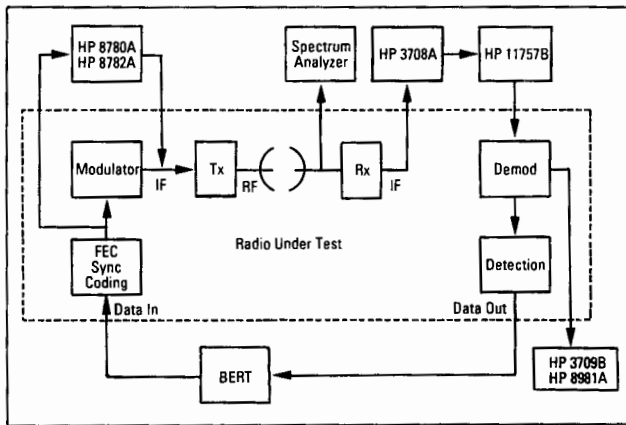 HP 8780A
HP 8782A
Spectrum
Analyzer
HP 3708A
HP 11757B
Modulator
IF
Tx
RF
Rx
IF
Demod
Radio Under Test
FEC
Sync
Coding
Detection
Data In
Data Out
BERT
HP 3709B
HP 8981A